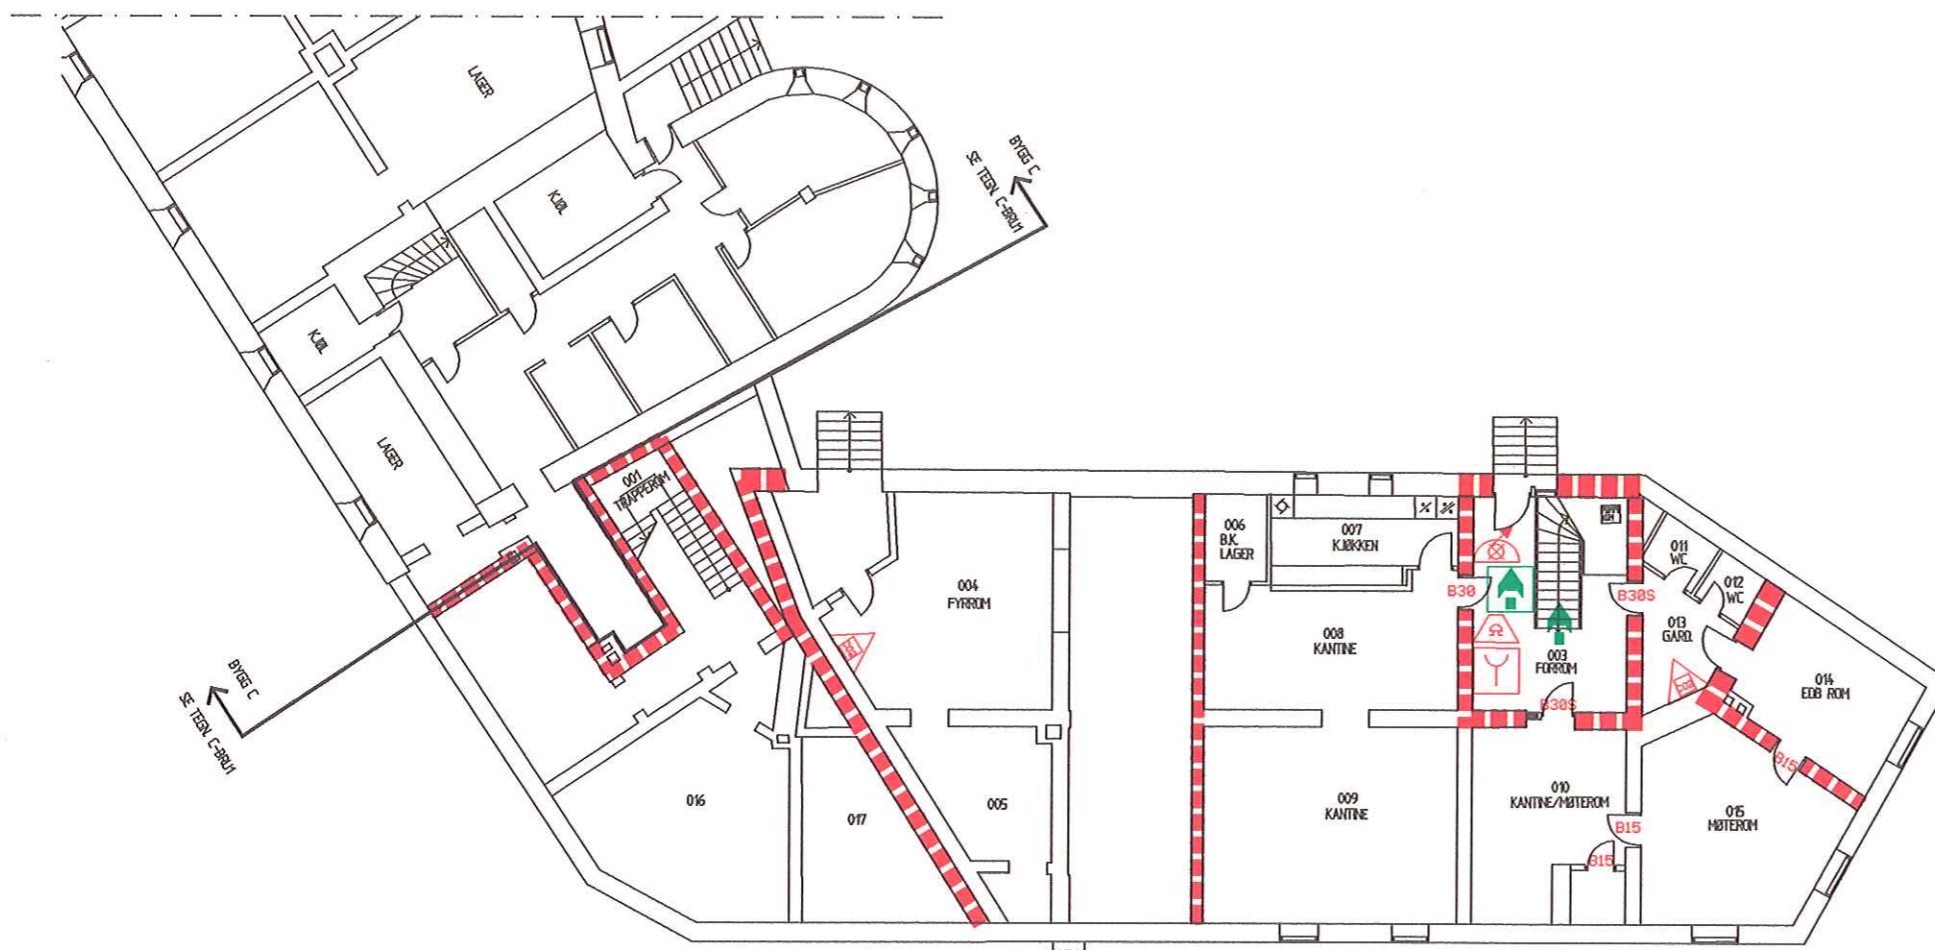 LAGER
KJØL
BYGG C
SE TEGN. C-BRUM
KJØL
LAGER
001
TRAPPEROM
006
B.K.
LAGER
007
KJØKKEN
011
WC
012
WC
004
FYRROM
B30
B30S
013
GARD.
008
KANTINE
003
FORROM
014
EDB ROM
BYGG C
SE TEGN. C-BRUM
B30S
B15
016
017
005
009
KANTINE
010
KANTINE/MØTEROM
015
MØTEROM
B15
B15